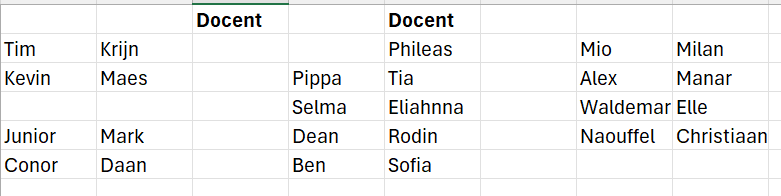 Docent Docent
Tim Krijn Phileas Mio Milan
Kevin Maes Pippa Tia Alex Manar
Selma Eliahnna Waldemar Elle
Junior Mark Dean Rodin Naouffel Christiaan
Conor Daan Ben Sofia